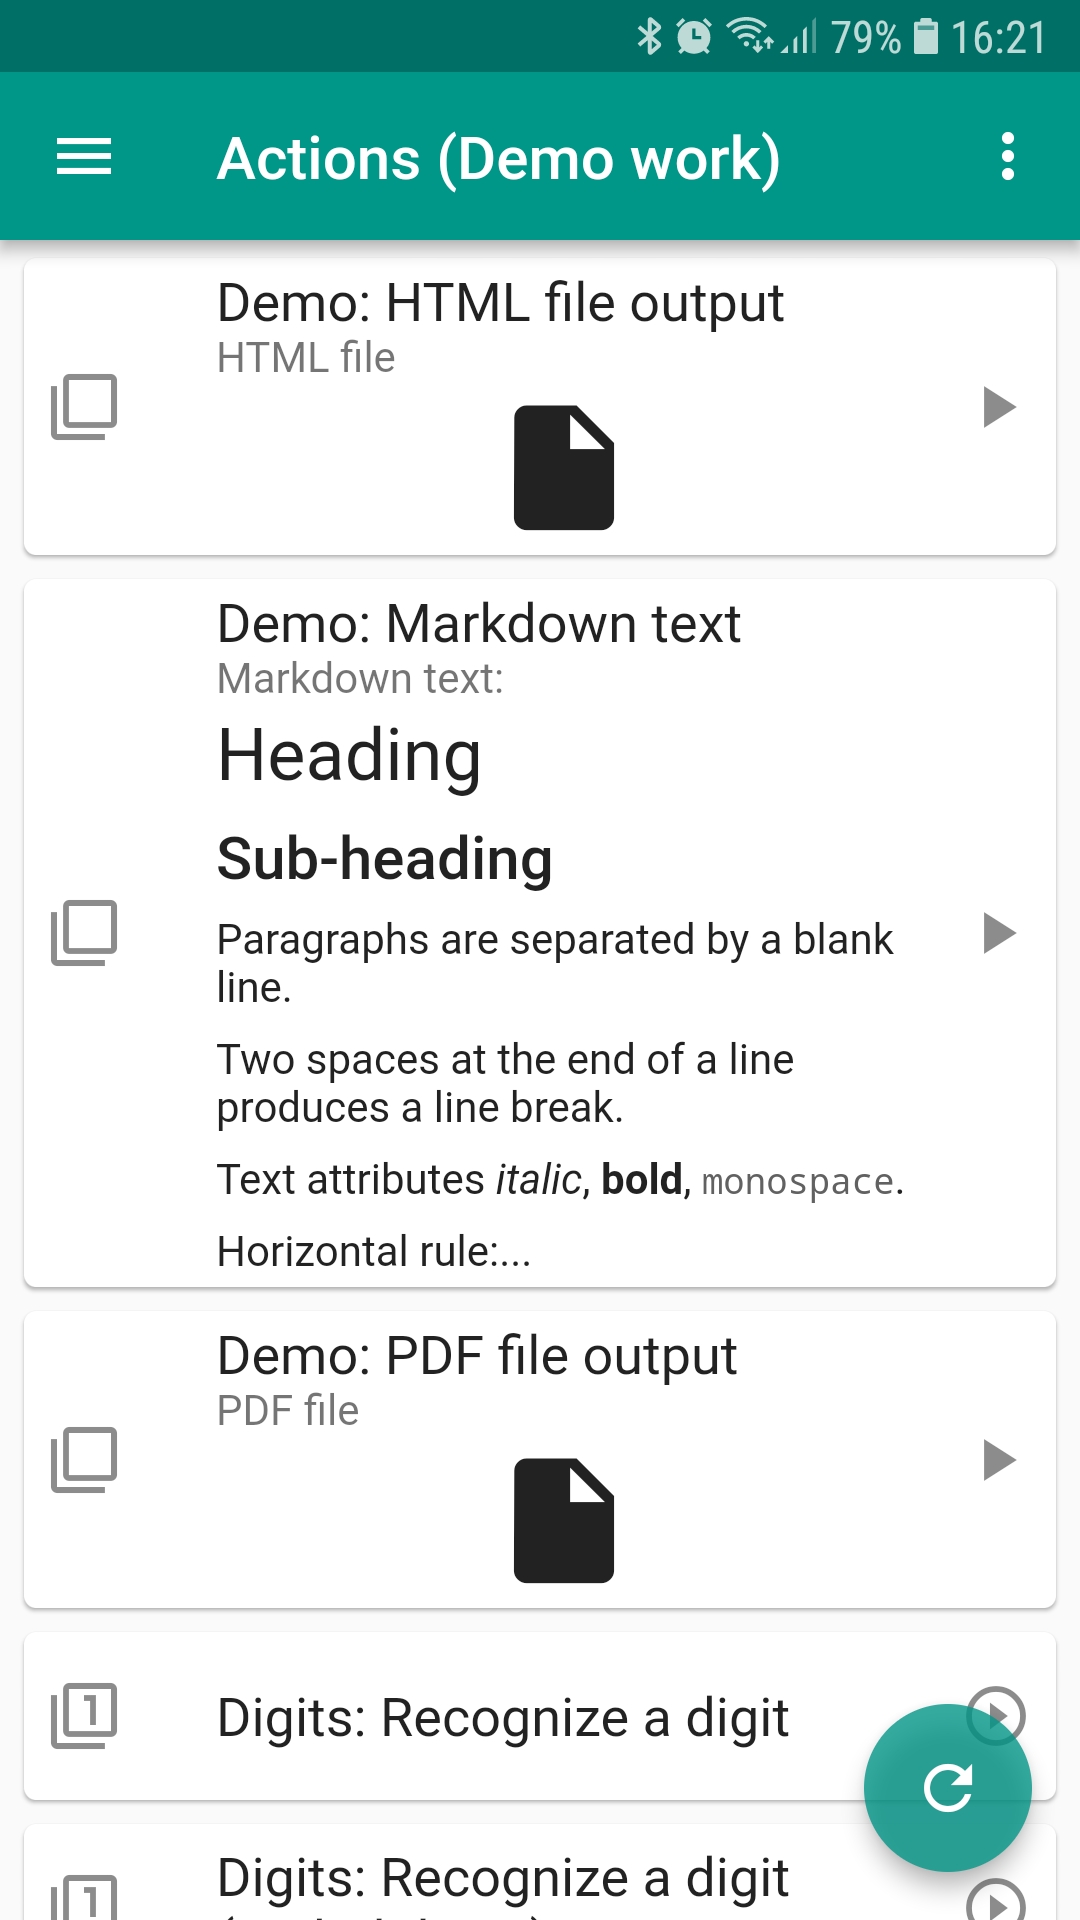 79% 16:21
Actions (Demo work)
Demo: HTML file output
HTML file
Demo: Markdown text
Markdown text:
Heading
Sub-heading
Paragraphs are separated by a blank
line.
Two spaces at the end of a line
produces a line break.
Text attributes italic, bold, monospace.
Horizontal rule:...
Demo: PDF file output
PDF file
1
Digits: Recognize a digit
1
Digits: Recognize a digit